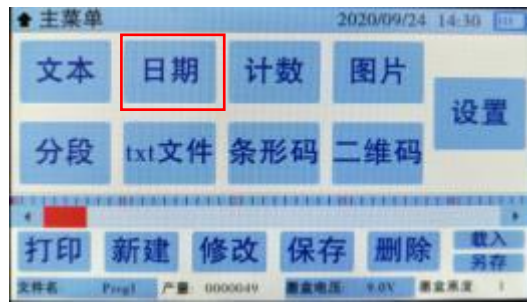 主菜单 2020/09/24 14:30
文本 日期 计数 图片
设置
分段 txt文件 条形码 二维码
打印 新建 修改 保存 删除 载入
另存
文件名 Prog1 产量: 0000049 墨盒电压: 9.0V 墨盒厚度 1